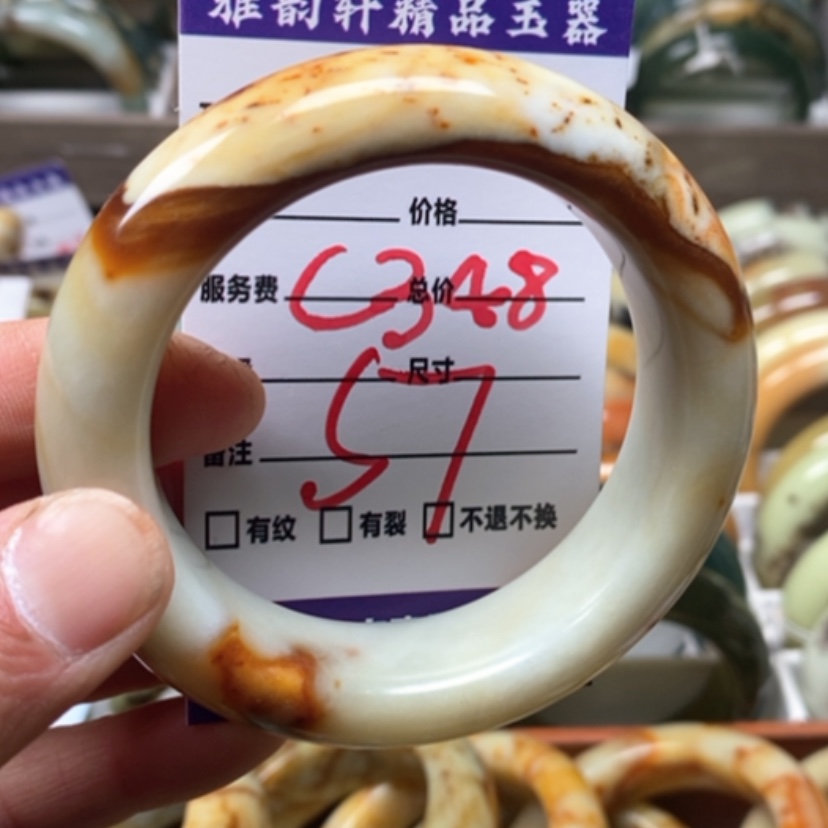 雅韵轩精品玉器
价格
服务费 总价
C348
尺寸
57
备注
有纹 有裂 不退不换